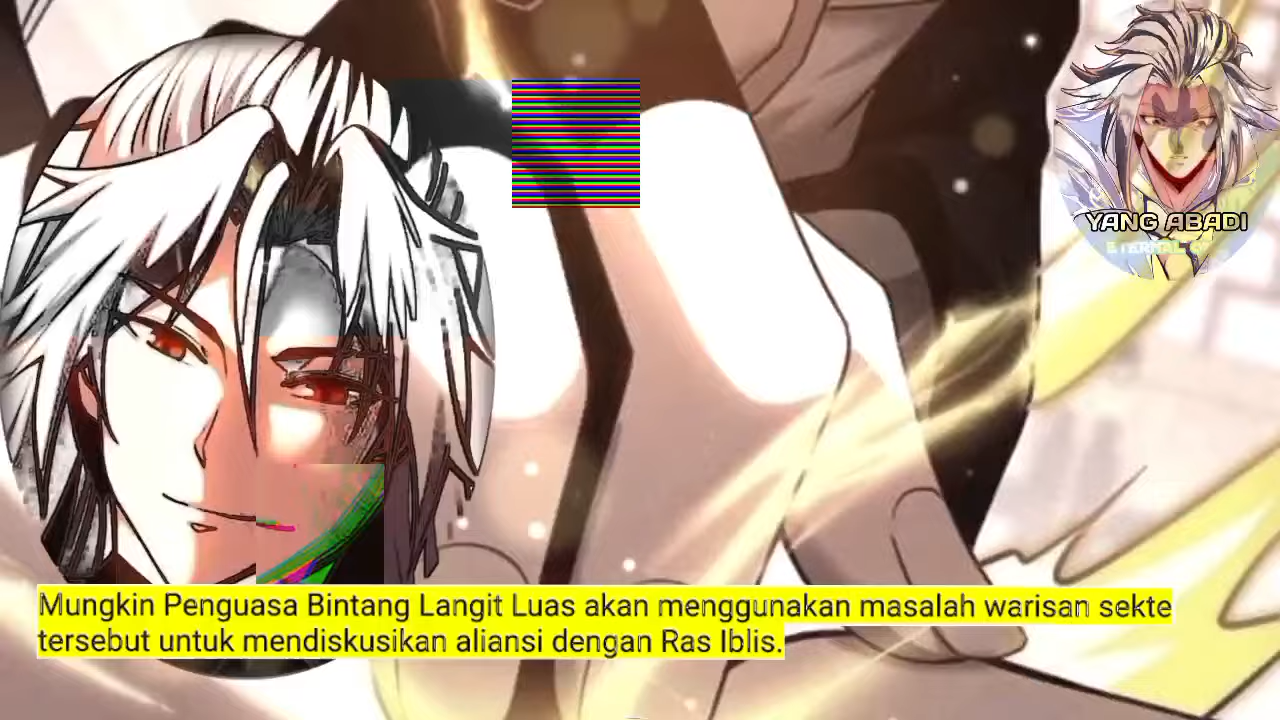 YANG ABADI
Mungkin Penguasa Bintang Langit Luas akan menggunakan masalah warisan sekte
tersebut untuk mendiskusikan aliansi dengan Ras Iblis.